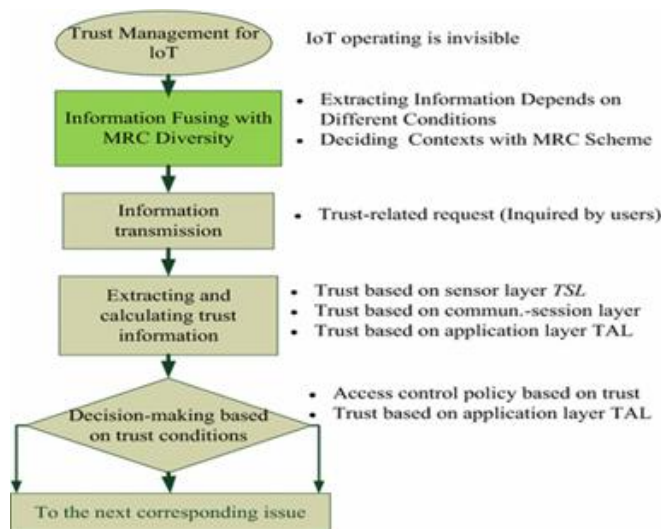 Trust Management for
IoT
IoT operating is invisible
Information Fusing with
MRC Diversity
• Extracting Information Depends on
Different Conditions
• Deciding Contexts with MRC Scheme
Information
transmission
• Trust-related request (Inquired by users)
Extracting and
calculating trust
information
• Trust based on sensor layer TSL
• Trust based on commun.-session layer
• Trust based on application layer TAL
Decision-making based
on trust conditions
• Access control policy based on trust
• Trust based on application layer TAL
To the next corresponding issue